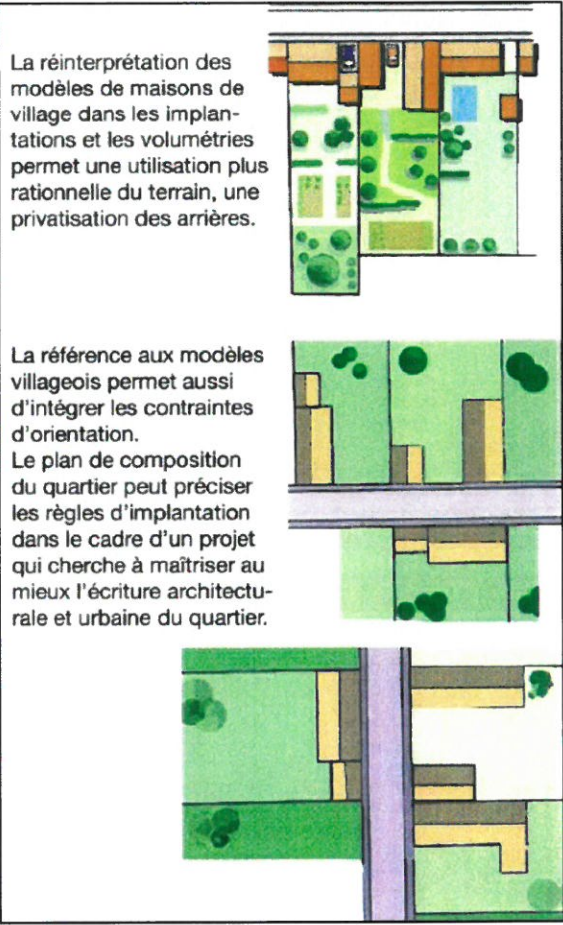 La réinterprétation des
modèles de maisons de
village dans les implan-
tations et les volumétries
permet une utilisation plus
rationnelle du terrain, une
privatisation des arrières.
La référence aux modèles
villageois permet aussi
d'intégrer les contraintes
d'orientation.
Le plan de composition
du quartier peut préciser
les règles d'implantation
dans le cadre d'un projet
qui cherche à maîtriser au
mieux l'écriture architectu-
rale et urbaine du quartier.